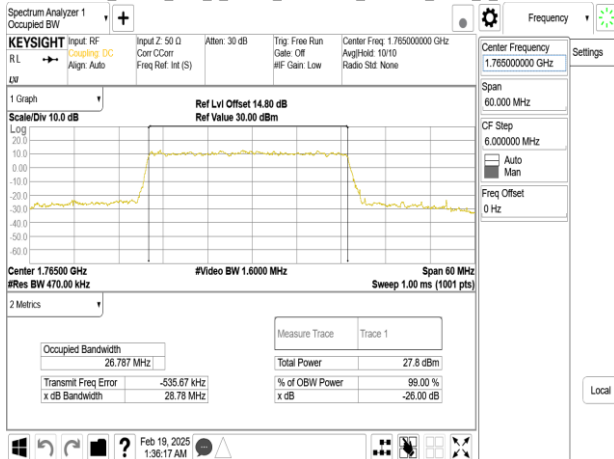 Spectrum Analyzer 1
Occupied BW
+
Frequency
KEYSIGHT
RL
LXI
Input: RF
Coupling: DC
Align: Auto
Input Z: 50 Ω
Corr CCorr
Freq Ref: Int (S)
Atten: 30 dB
Trig: Free Run
Gate: Off
#IF Gain: Low
Center Freq: 1.765000000 GHz
Avg|Hold: 10/10
Radio Std: None
Center Frequency
1.765000000 GHz
Settings
Span
60.000 MHz
CF Step
6.000000 MHz
Auto
Man
Freq Offset
0 Hz
Local
1 Graph
Scale/Div 10.0 dB
Ref Lvl Offset 14.80 dB
Ref Value 30.00 dBm
Log
20.0
10.0
0.00
-10.0
-20.0
-30.0
-40.0
-50.0
-60.0
Center 1.76500 GHz
#Video BW 1.6000 MHz
Span 60 MHz
#Res BW 470.00 kHz
Sweep 1.00 ms (1001 pts)
2 Metrics
Measure Trace
Trace 1
Occupied Bandwidth
26.787 MHz
Total Power
27.8 dBm
Transmit Freq Error
-535.67 kHz
% of OBW Power
99.00 %
x dB Bandwidth
28.78 MHz
x dB
-26.00 dB
?
Feb 19, 2025
1:36:17 AM